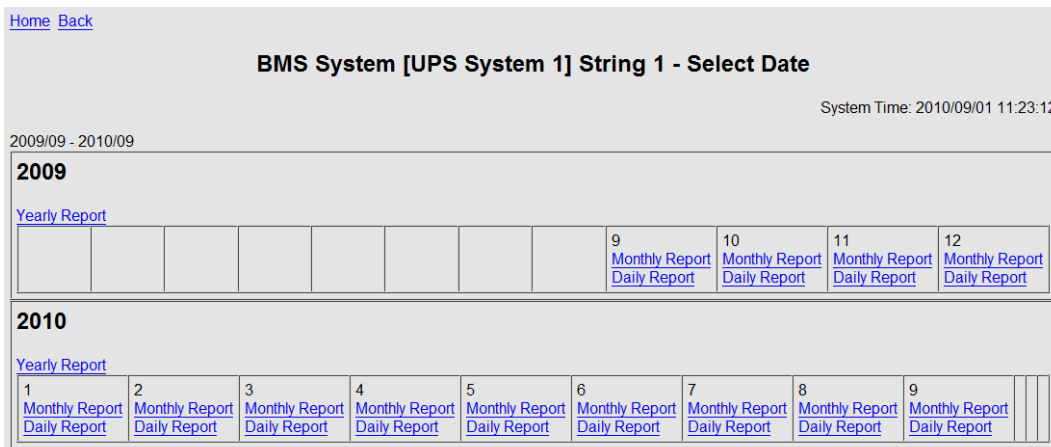 Home Back
BMS System [UPS System 1] String 1 - Select Date
System Time: 2010/09/01 11:23:12
2009/09 - 2010/09
2009
Yearly Report
9 10 11 12
Monthly Report Monthly Report Monthly Report Monthly Report
Daily Report Daily Report Daily Report Daily Report
2010
Yearly Report
1 2 3 4 5 6 7 8 9
Monthly Report Monthly Report Monthly Report Monthly Report Monthly Report Monthly Report Monthly Report Monthly Report Monthly Report
Daily Report Daily Report Daily Report Daily Report Daily Report Daily Report Daily Report Daily Report Daily Report